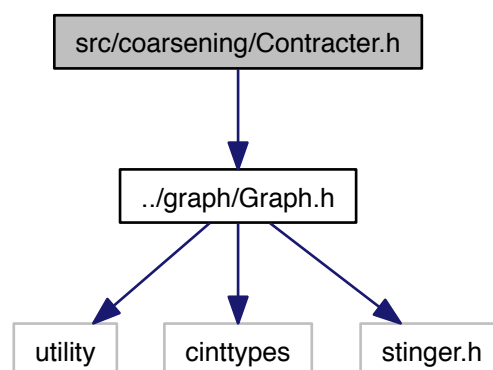 src/coarsening/Contracter.h
../graph/Graph.h
utility
cinttypes
stinger.h